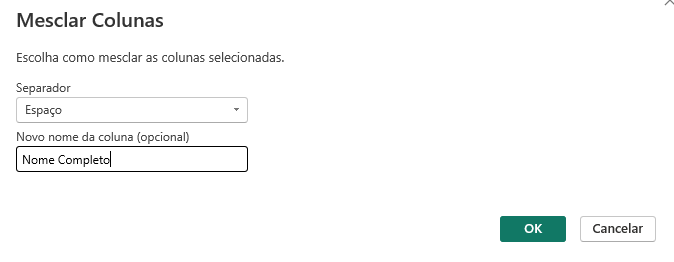 Mesclar Colunas
Escolha como mesclar as colunas selecionadas.
Separador
Espaço
Novo nome da coluna (opcional)
Nome Completo
OK Cancelar